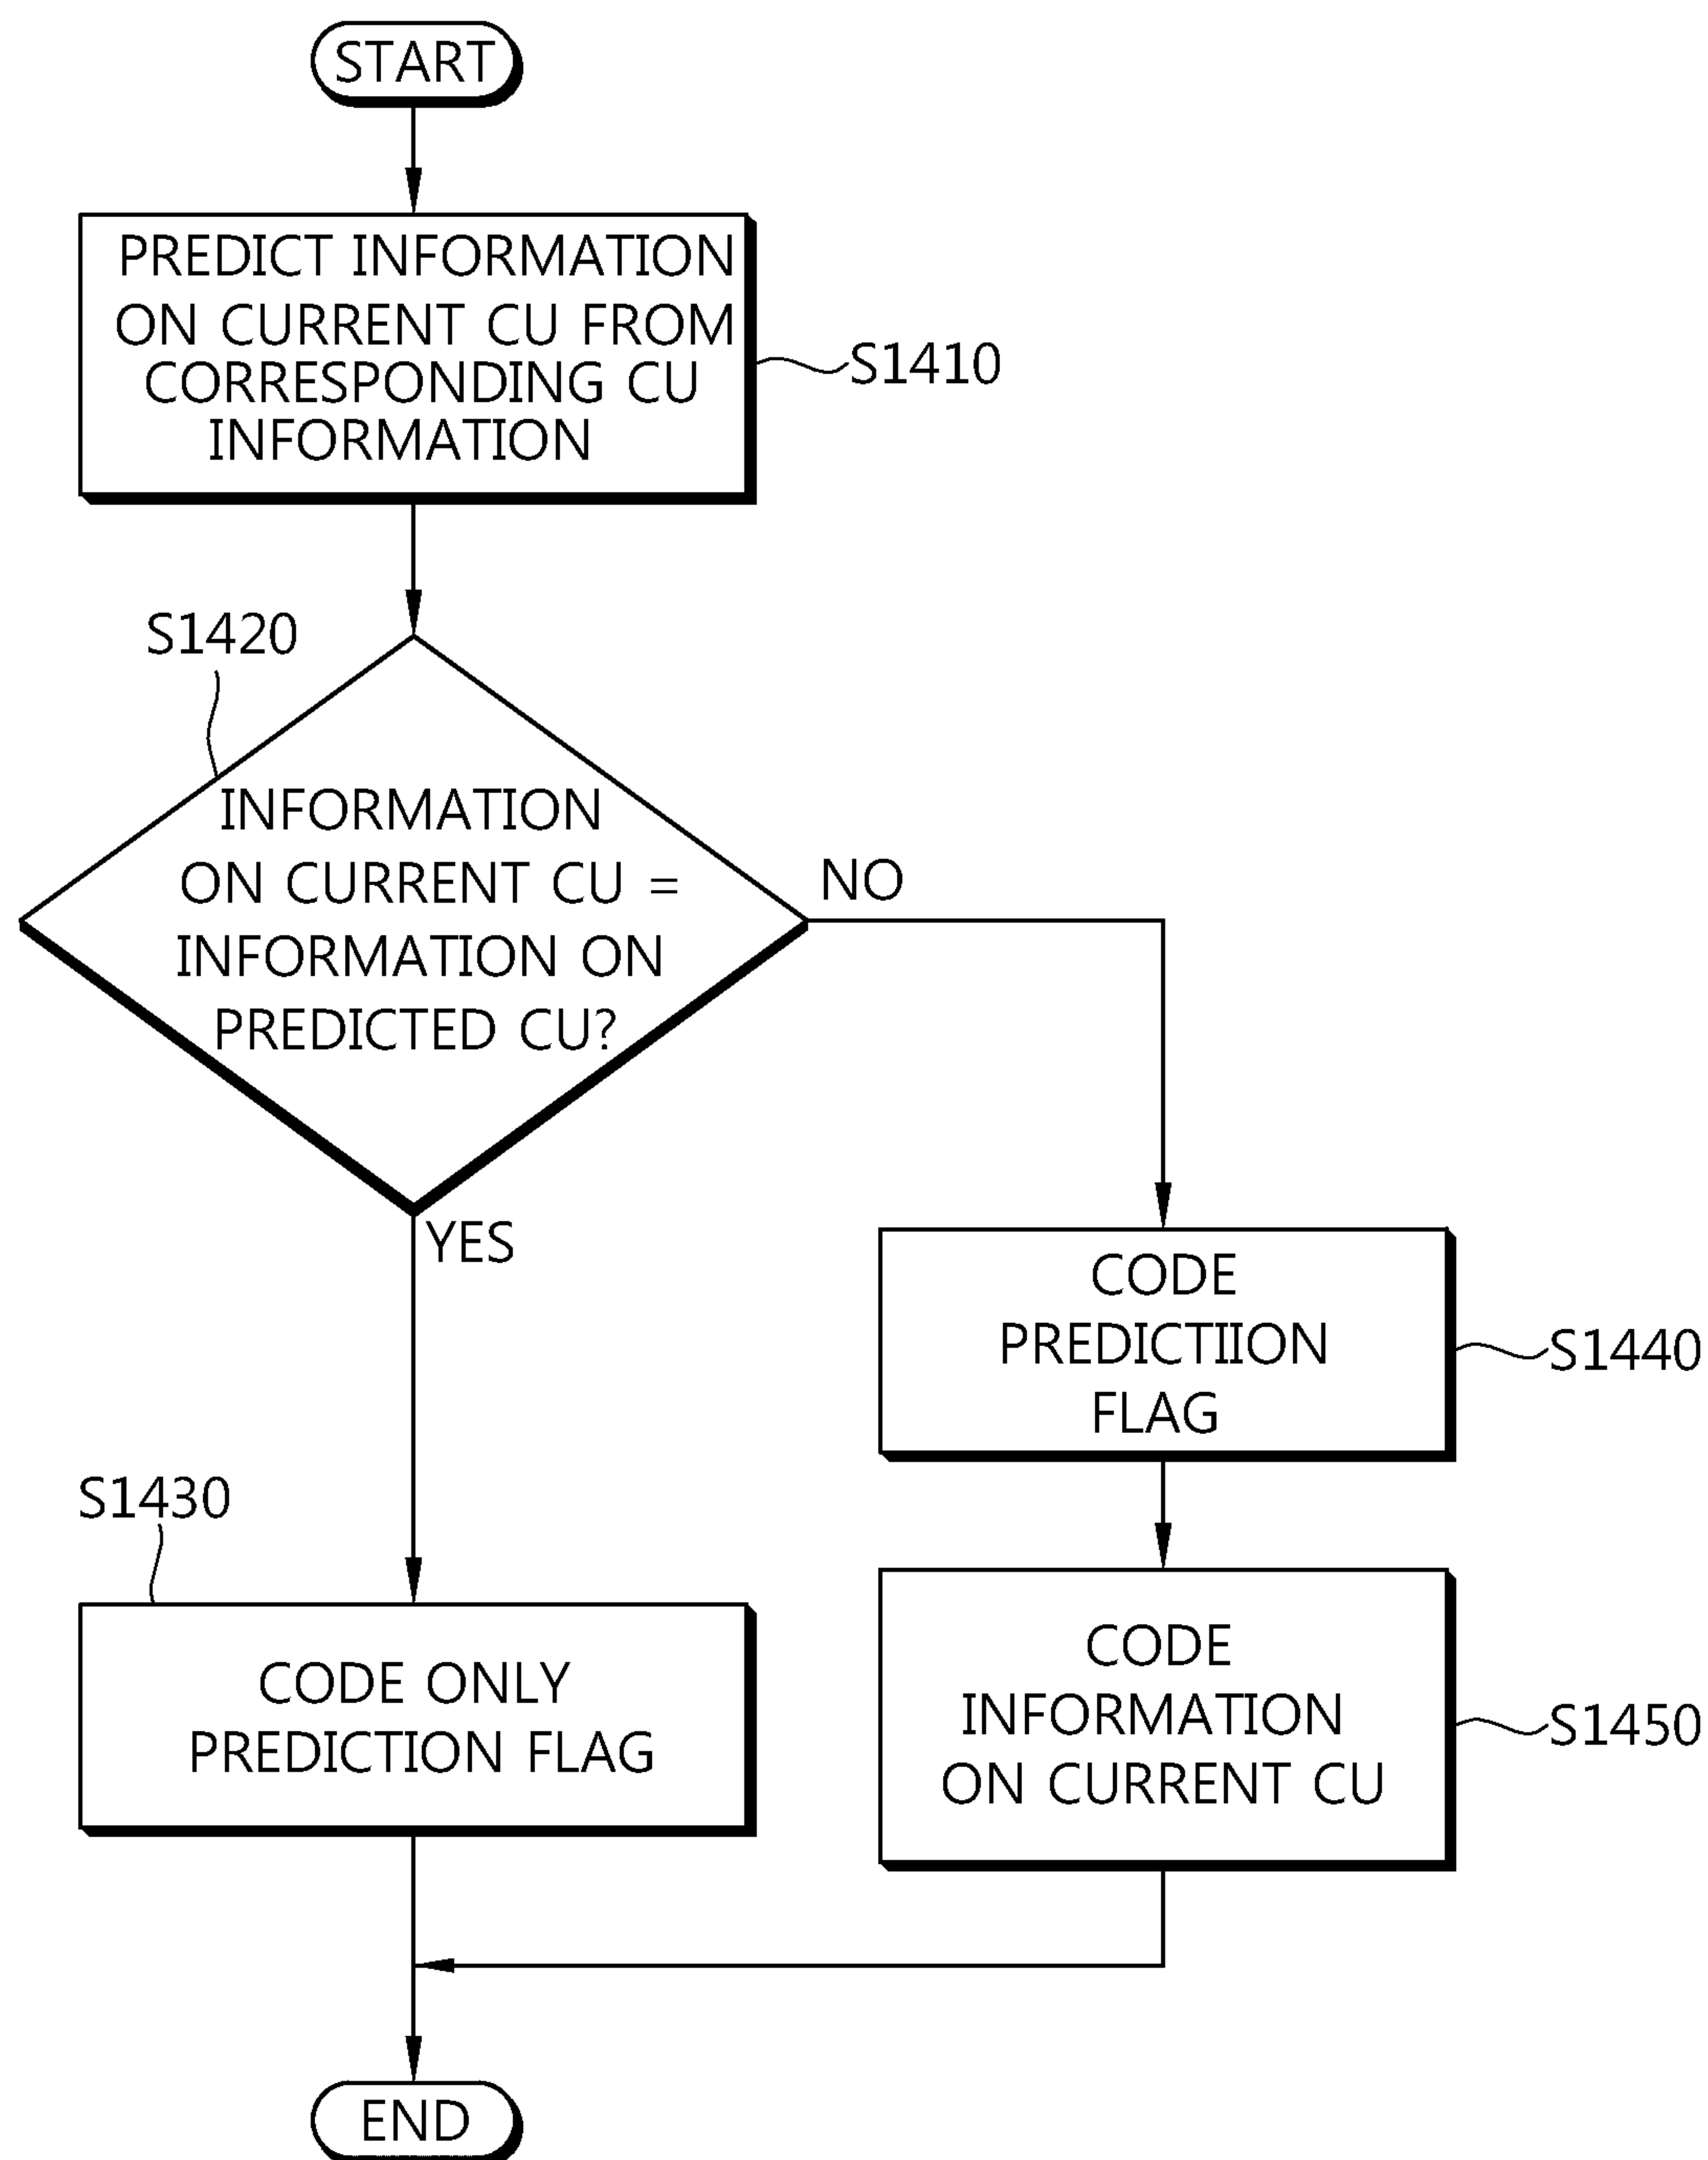 START
PREDICT INFORMATION
ON CURRENT CU FROM
CORRESPONDING CU
INFORMATION
S1410
S1420
INFORMATION
ON CURRENT CU =
INFORMATION ON
PREDICTED CU?
NO
YES
CODE
PREDICTIION
FLAG
S1440
S1430
CODE ONLY
PREDICTION FLAG
CODE
INFORMATION
ON CURRENT CU
S1450
END